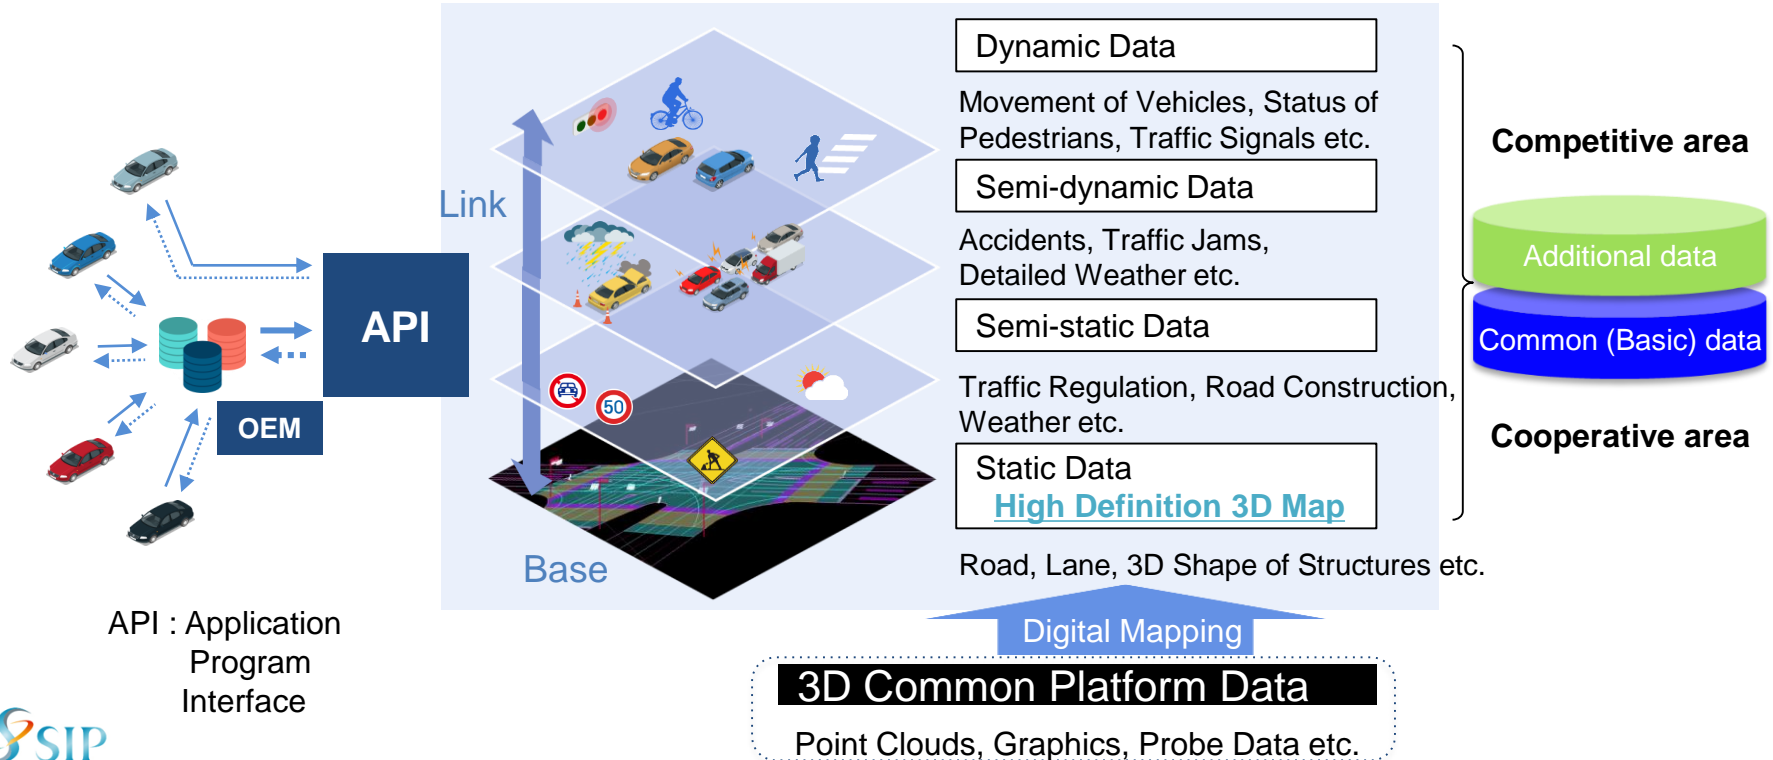 Dynamic Data
Movement of Vehicles, Status of
Pedestrians, Traffic Signals etc.
Semi-dynamic Data
Accidents, Traffic Jams,
Detailed Weather etc.
Semi-static Data
Traffic Regulation, Road Construction,
Weather etc.
Static Data
High Definition 3D Map
Road, Lane, 3D Shape of Structures etc.
Link
Base
50
API
OEM
API : Application
Program
Interface
Competitive area
Additional data
Common (Basic) data
Cooperative area
Digital Mapping
3D Common Platform Data
Point Clouds, Graphics, Probe Data etc.
SIP